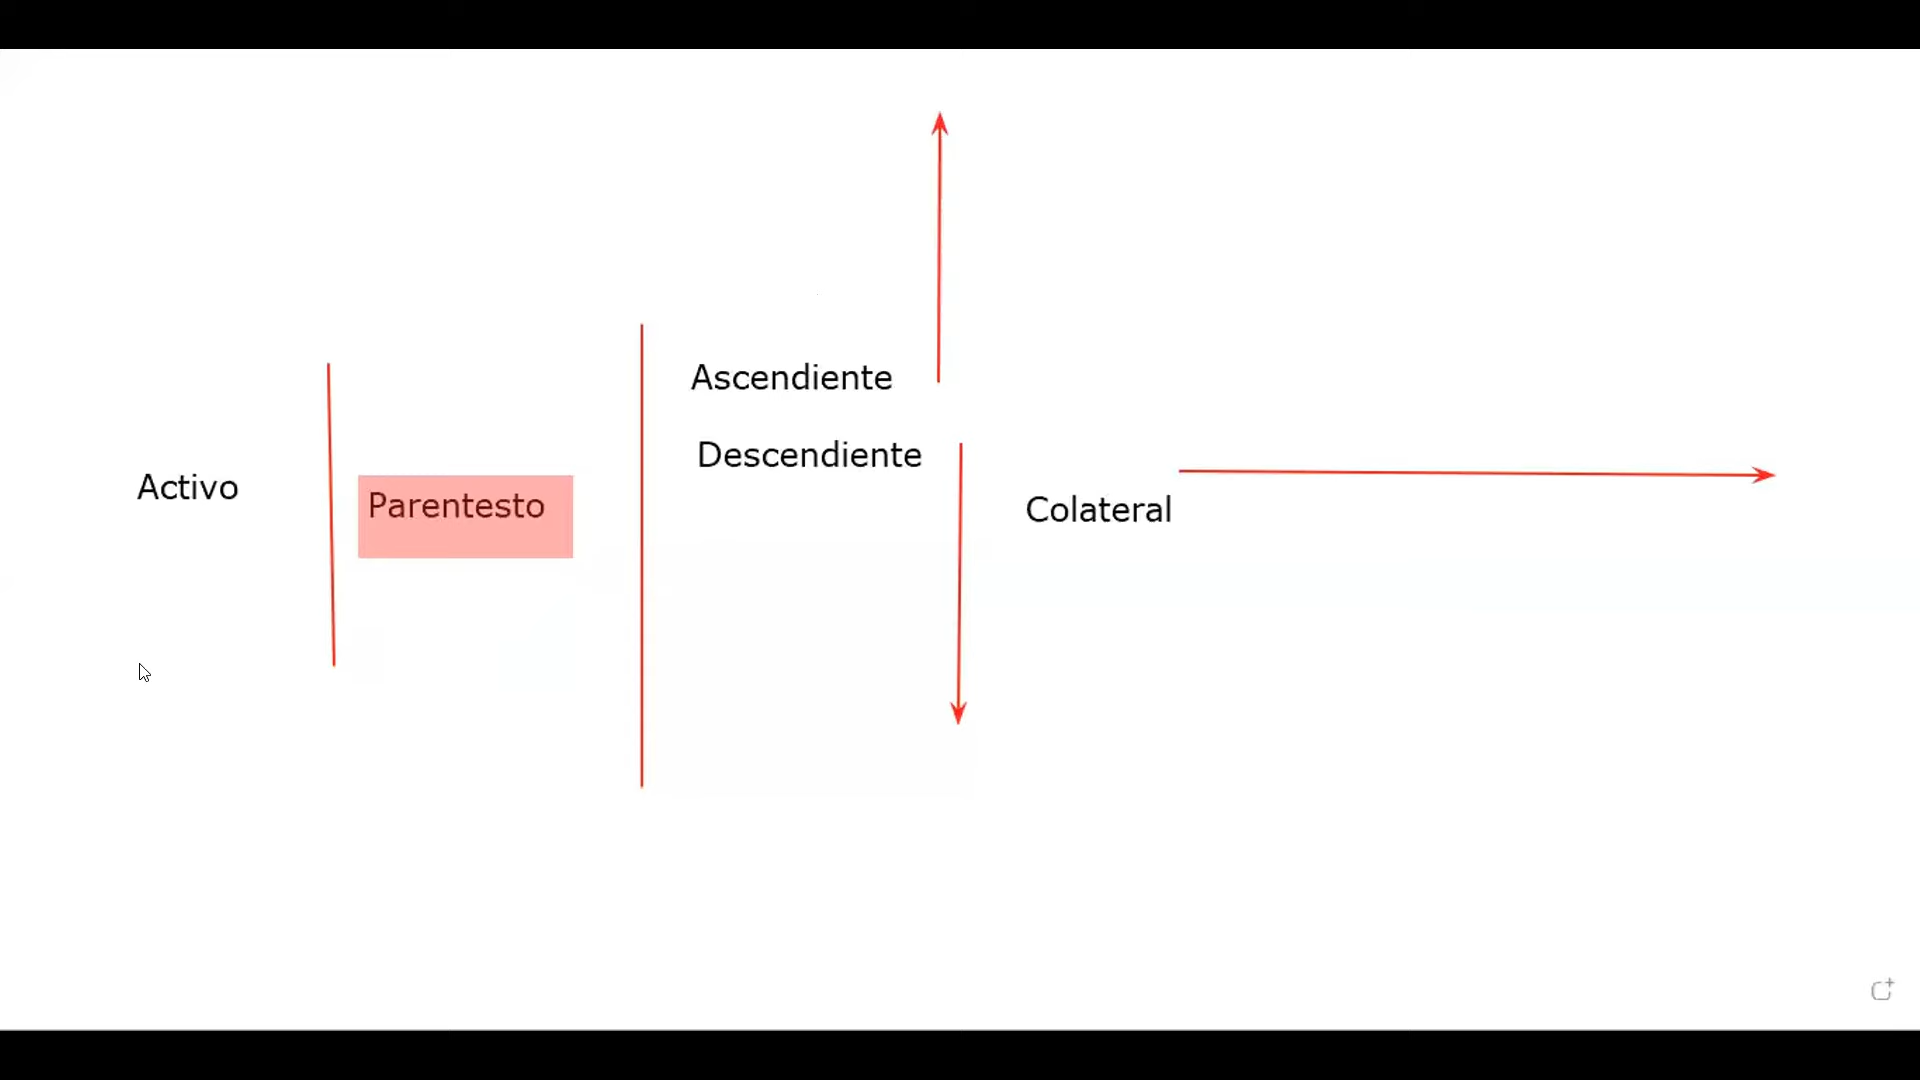 Activo
Parentesto
Ascendiente
Descendiente
Colateral